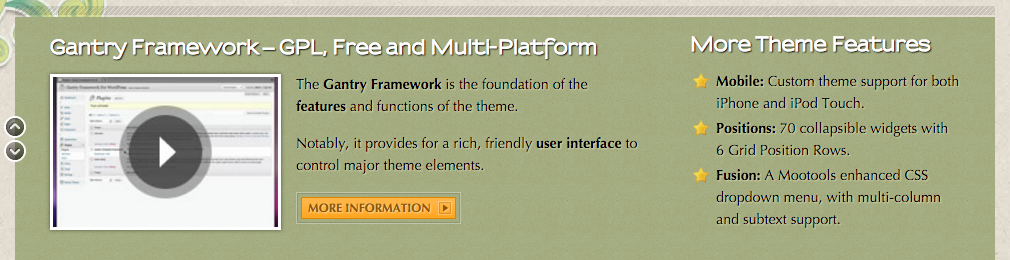 Gantry Framework – GPL, Free and Multi-Platform
The Gantry Framework is the foundation of the
features and functions of the theme.
Notably, it provides for a rich, friendly user interface to
control major theme elements.
MORE INFORMATION
More Theme Features
Mobile: Custom theme support for both
iPhone and iPod Touch.
Positions: 70 collapsible widgets with
6 Grid Position Rows.
Fusion: A Mootools enhanced CSS
dropdown menu, with multi-column
and subtext support.